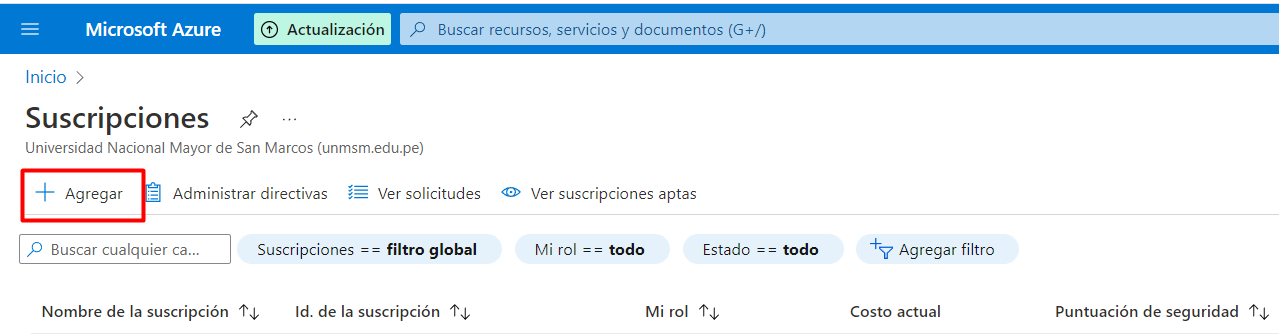 Microsoft Azure Actualización Buscar recursos, servicios y documentos (G+/)
Inicio
Suscripciones ...
Universidad Nacional Mayor de San Marcos (unmsm.edu.pe)
Agregar Administrar directivas Ver solicitudes Ver suscripciones aptas
Buscar cualquier ca... Suscripciones == filtro global Mi rol == todo Estado == todo Agregar filtro
Nombre de la suscripción Id. de la suscripción Mi rol Costo actual Puntuación de seguridad